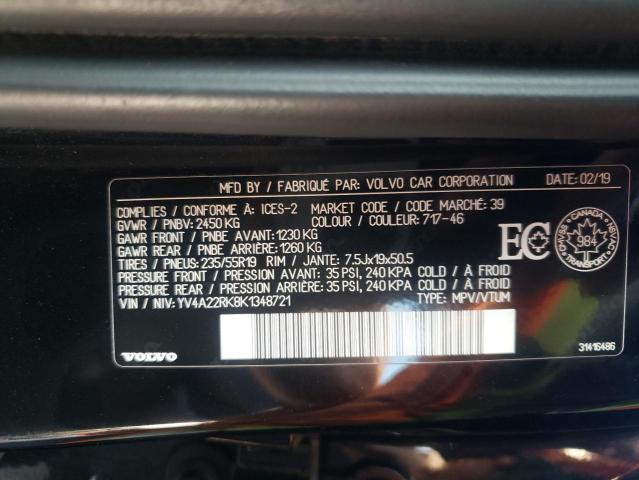 MFD BY / FABRIQUÉ PAR: VOLVO CAR CORPORATION DATE: 02/19
COMPLIES / CONFORME À: ICES-2 MARKET CODE / CODE MARCHÉ: 39
GVWR / PNBV: 2450 KG COLOUR / COULEUR: 717-46
GAWR FRONT / PNBE AVANT: 1230 KG
GAWR REAR / PNBE ARRIÈRE: 1260 KG
TIRES / PNEUS: 235/55R19 RIM / JANTE: 7.5Jx19x50.5
PRESSURE FRONT / PRESSION AVANT: 35 PSI, 240 KPA COLD / À FROID
PRESSURE REAR / PRESSION ARRIÈRE: 35 PSI, 240 KPA COLD / À FROID
VIN / NIV: YV4A22RK8K1348721 TYPE: MPV/VTUM
EC
CANADA
984
TRANSPORT
VOLVO
31416486